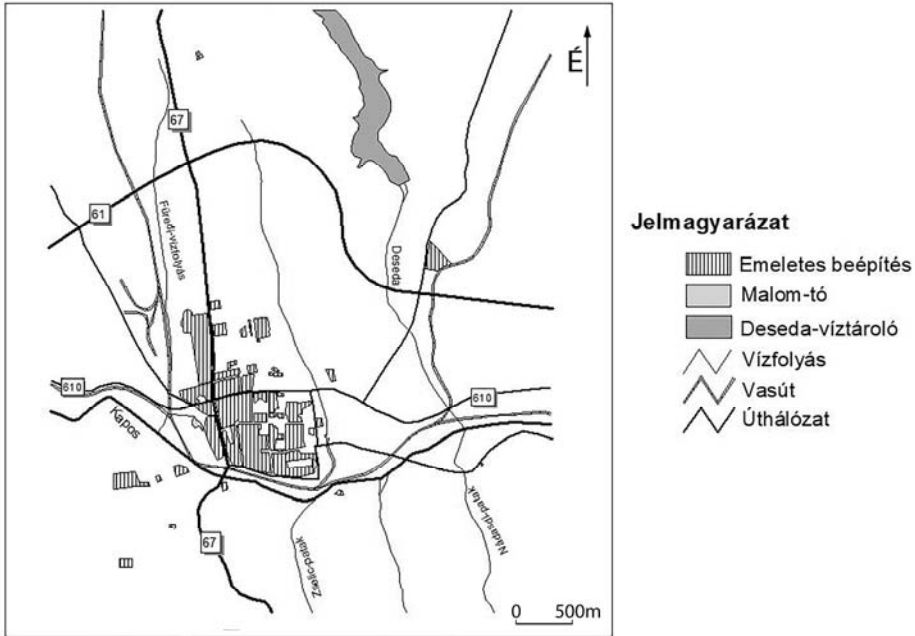 É
67
61
Füredi-vízfolyás
Deseda
610
610
Kapos
67
Zselic-patak
Nádasdi-patak
0 500m
Jelmagyarázat
Emeletes beépítés
Malom-tó
Deseda-víztároló
Vízfolyás
Vasút
Úthálózat